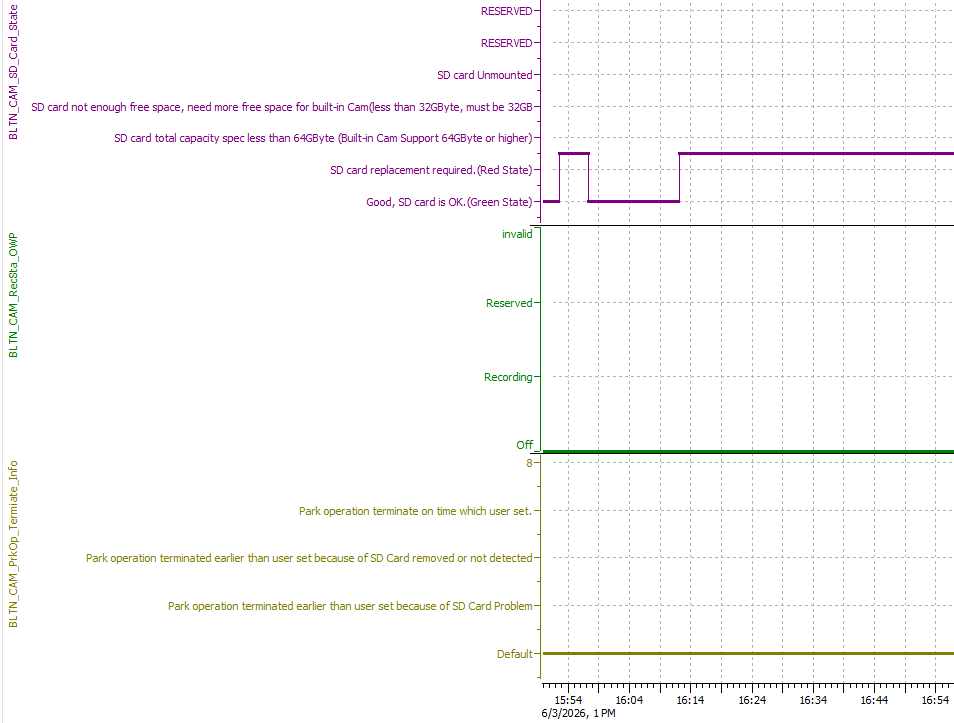 BLTN_CAM_SD_Card_State
RESERVED
RESERVED
SD card Unmounted
SD card not enough free space, need more free space for built-in Cam(less than 32GByte, must be 32GB
SD card total capacity spec less than 64GByte (Built-in Cam Support 64GByte or higher)
SD card replacement required.(Red State)
Good, SD card is OK.(Green State)
BLTN_CAM_RecSta_OWP
invalid
Reserved
Recording
Off
BLTN_CAM_PrkOp_Termiate_Info
8
Park operation terminate on time which user set.
Park operation terminated earlier than user set because of SD Card removed or not detected
Park operation terminated earlier than user set because of SD Card Problem
Default
15:54 16:04 16:14 16:24 16:34 16:44 16:54
6/3/2026, 1 PM